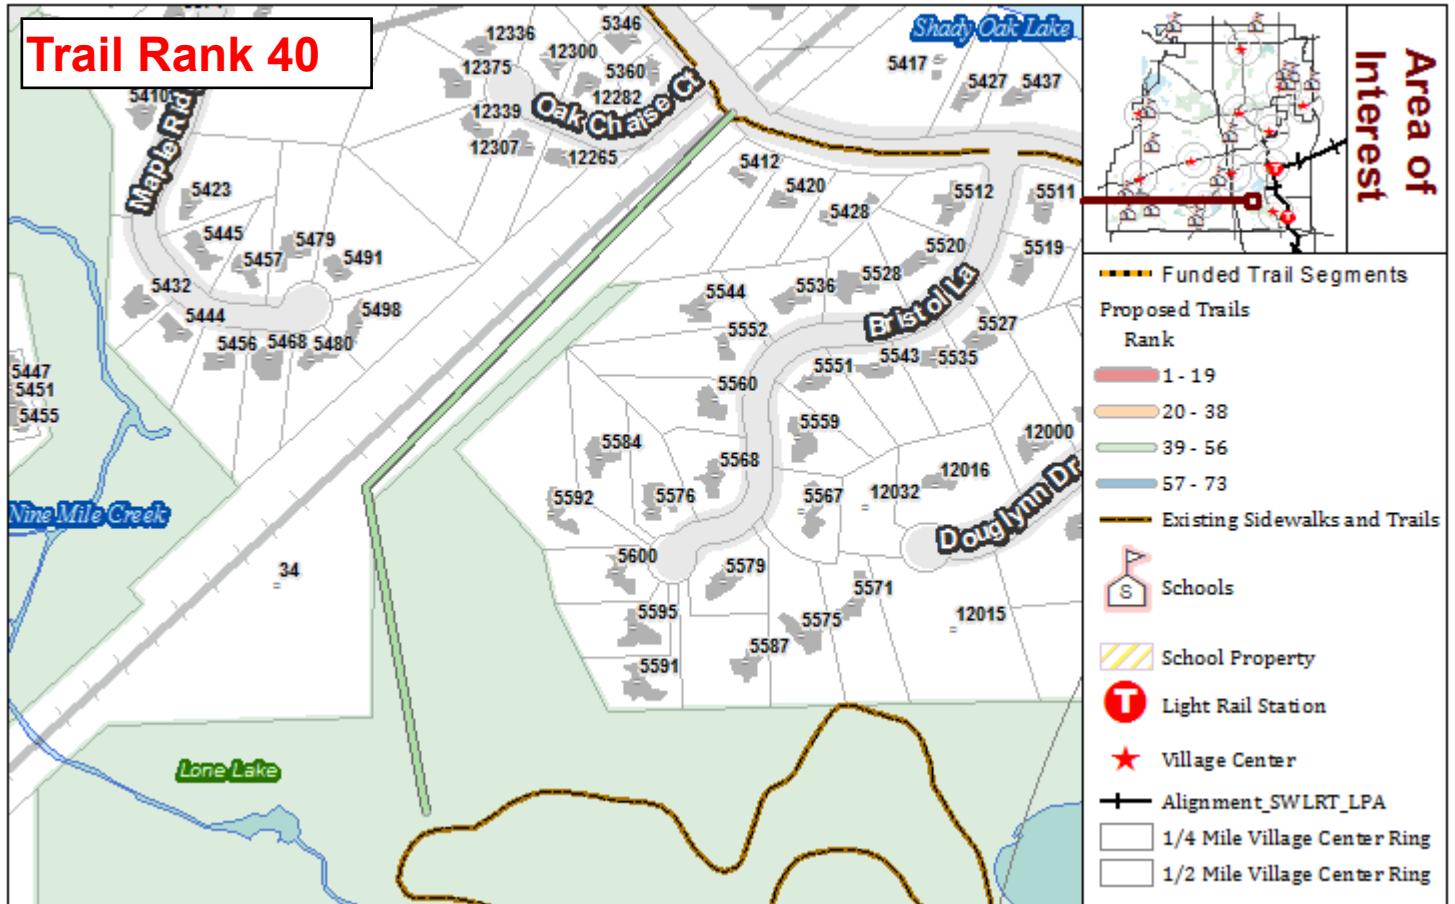 Trail Rank 40
Shady Oak Lake
5346
12336
12300
5417
12375
5360
5427
5437
5410
12282
Oak Chase Ct
12339
Maple Rid
12307
12265
5412
5420
5512
5511
5423
5428
5445
5479
5457
5491
5520
5519
5432
5528
5536
5544
Bristol La
5444
5498
5552
5527
5456
5468
5480
5543
5535
5551
5447
5451
5455
5560
5559
12000
5584
5568
12016
5592
5576
5567
12032
Nine Mile Creek
Douglynn Dr
34
5600
5579
5571
5595
5575
12015
5587
5591
Lone Lake
Area of
Interest
Funded Trail Segments
Proposed Trails
Rank
1 - 19
20 - 38
39 - 56
57 - 73
Existing Sidewalks and Trails
S
Schools
School Property
T
Light Rail Station
Village Center
Alignment_SWLRT_LPA
1/4 Mile Village Center Ring
1/2 Mile Village Center Ring